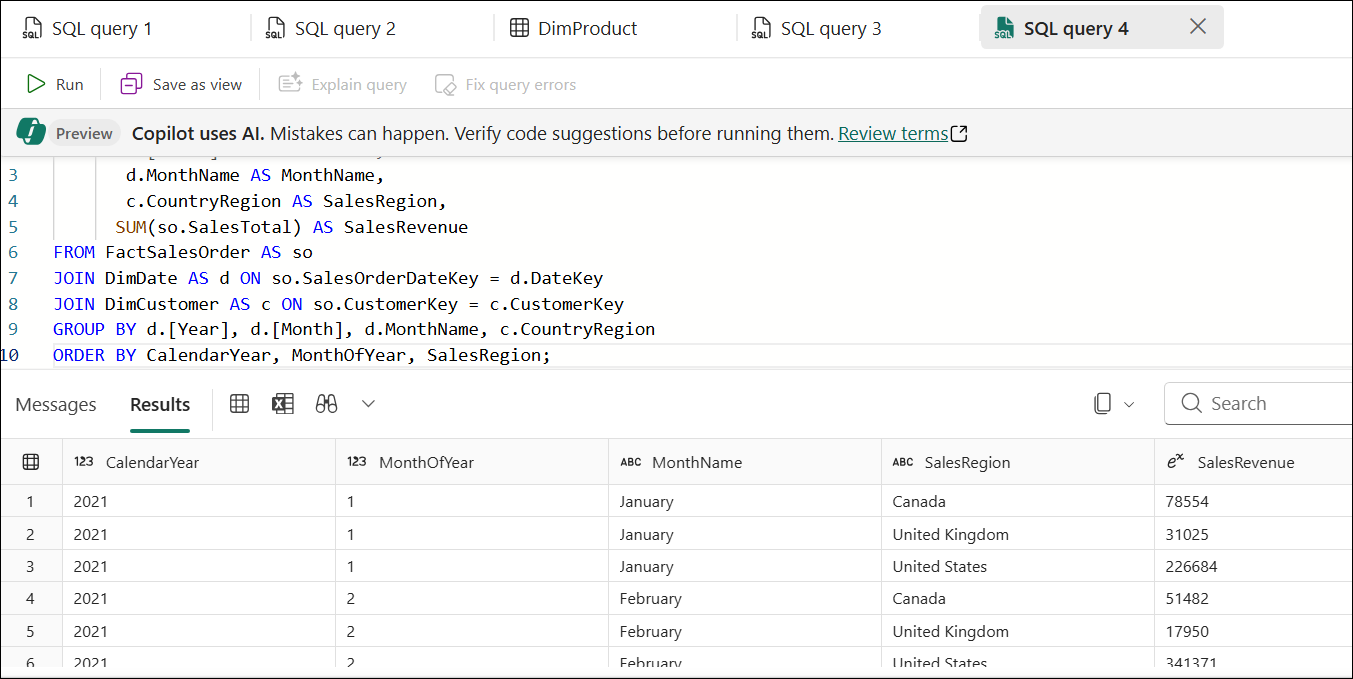 SQL query 1 SQL query 2 DimProduct SQL query 3 SQL query 4
Run Save as view Explain query Fix query errors
Preview Copilot uses AI. Mistakes can happen. Verify code suggestions before running them. Review terms
3 d.MonthName AS MonthName,
4 c.CountryRegion AS SalesRegion,
5 SUM(so.SalesTotal) AS SalesRevenue
6 FROM FactSalesOrder AS so
7 JOIN DimDate AS d ON so.SalesOrderDateKey = d.DateKey
8 JOIN DimCustomer AS c ON so.CustomerKey = c.CustomerKey
9 GROUP BY d.[Year], d.[Month], d.MonthName, c.CountryRegion
10 ORDER BY CalendarYear, MonthOfYear, SalesRegion;
Messages Results Search
123 CalendarYear 123 MonthOfYear ABC MonthName ABC SalesRegion SalesRevenue
1 2021 1 January Canada 78554
2 2021 1 January United Kingdom 31025
3 2021 1 January United States 226684
4 2021 2 February Canada 51482
5 2021 2 February United Kingdom 17950
6 2021 2 February United States 341371